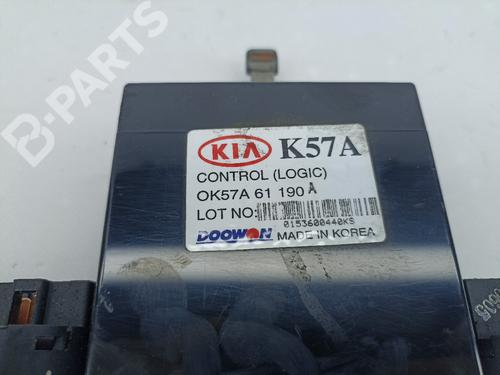 KIA K57A
CONTROL (LOGIC)
OK57A 61 190 A
LOT NO:
0153600440KS
DOOWON MADE IN KOREA
B-PARTS